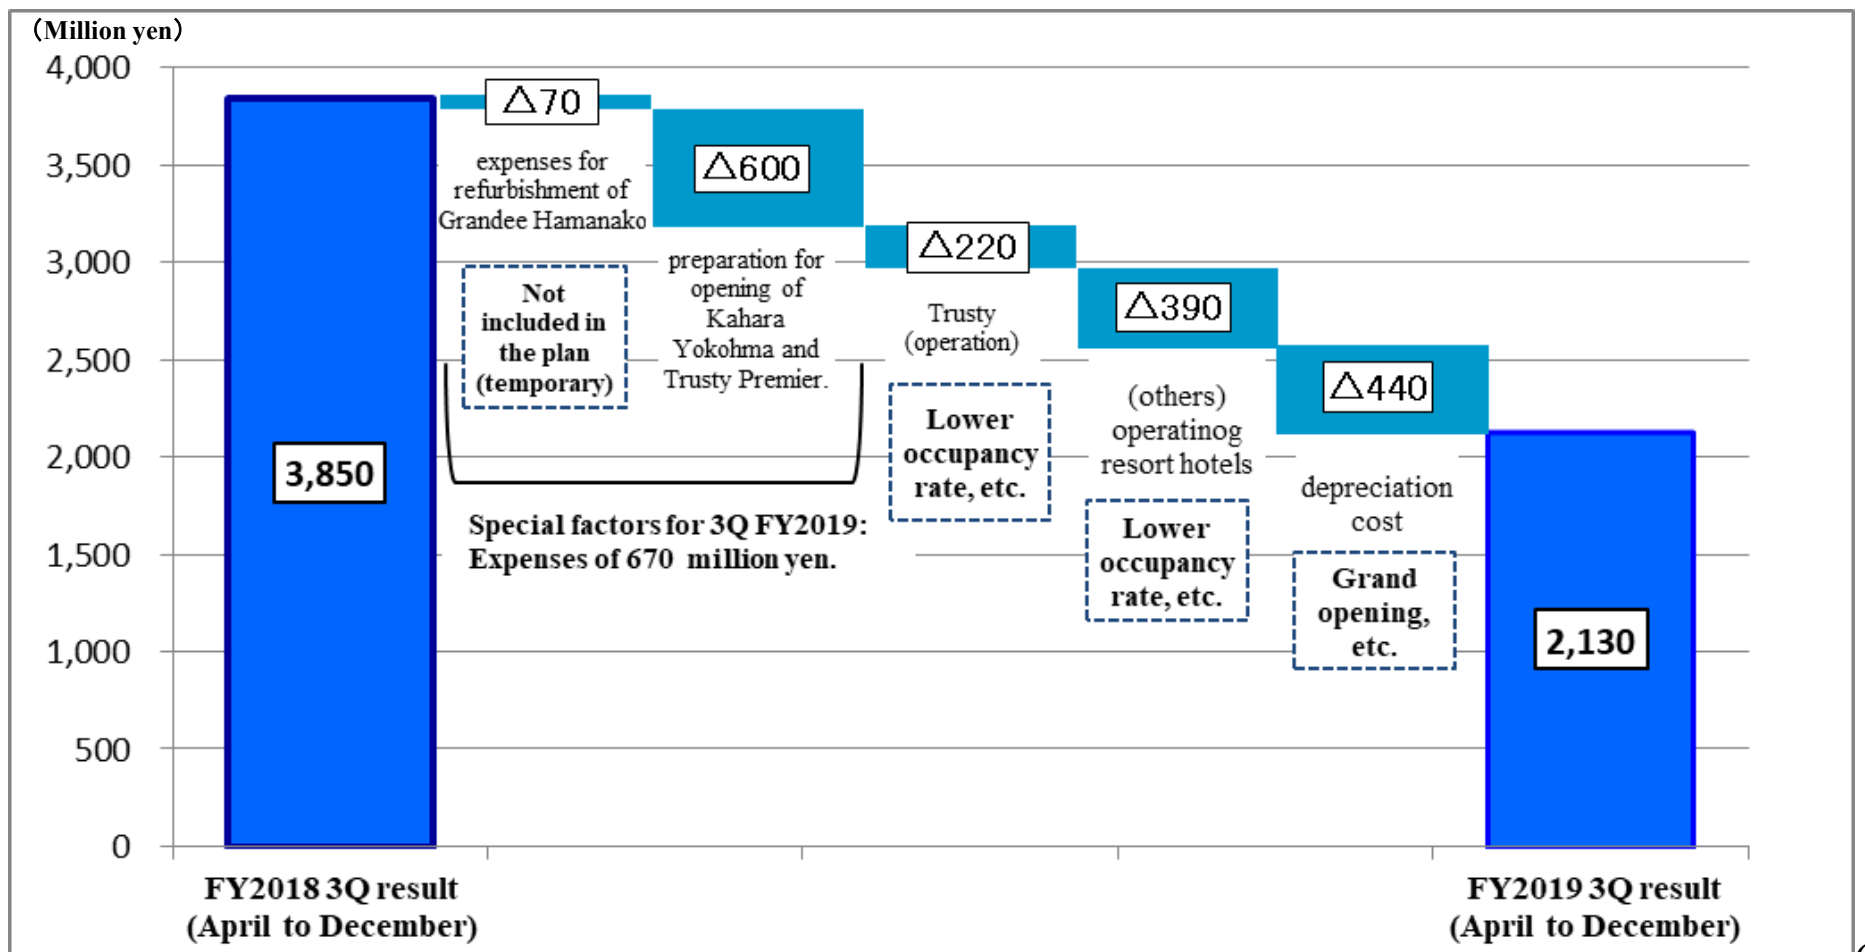 （Million yen）
4,000
3,500
3,000
2,500
2,000
1,500
1,000
500
0
3,850
△70
expenses for
refurbishment of
Grandee Hamanako
Not
included in
the plan
(temporary)
△600
preparation for
opening of
Kahara
Yokohma and
Trusty Premier.
Special factors for 3Q FY2019:
Expenses of 670 million yen.
△220
Trusty
(operation)
Lower
occupancy
rate, etc.
△390
(others)
operatinog
resort hotels
Lower
occupancy
rate, etc.
△440
depreciation
cost
Grand
opening,
etc.
2,130
FY2018 3Q result
(April to December)
FY2019 3Q result
(April to December)